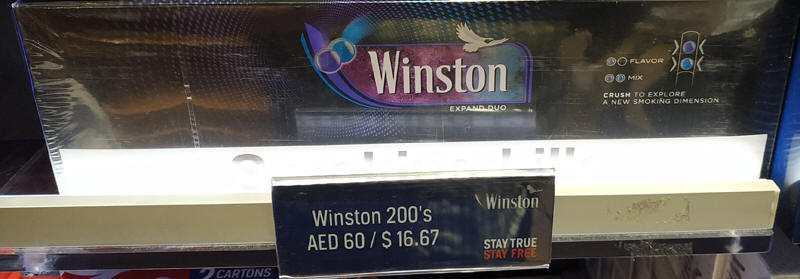 Winston
EXPAND DUO
FLAVOR
MIX
CRUSH TO EXPLORE
A NEW SMOKING DIMENSION
Winston 200's
AED 60 / $ 16.67
Winston
STAY TRUE
STAY FREE
2 CARTONS